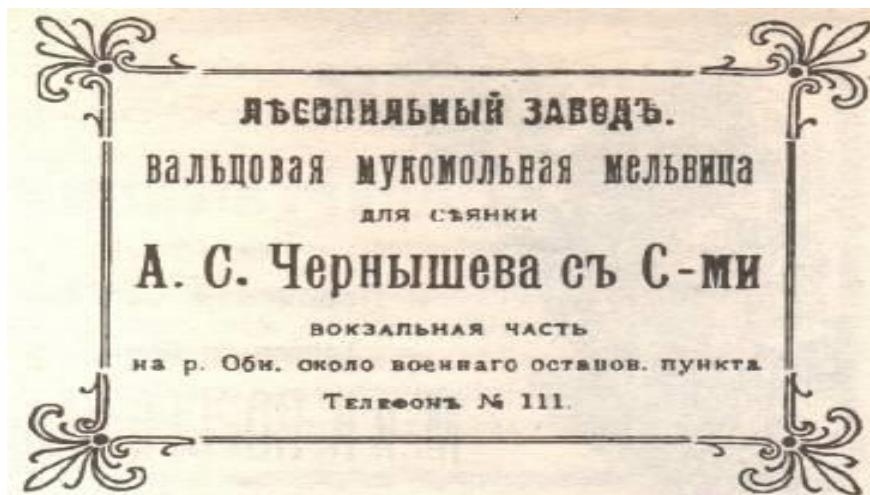 ЛѢСОПИЛЬНЫЙ ЗАВОДЪ.
ВАЛЬЦОВАЯ МУКОМОЛЬНАЯ МЕЛЬНИЦА
ДЛЯ СѢЯНКИ
А. С. Чернышева съ С-ми
ВОКЗАЛЬНАЯ ЧАСТЬ
на р. Оби. около военнаго останов. пункта
Телефонъ № 111.